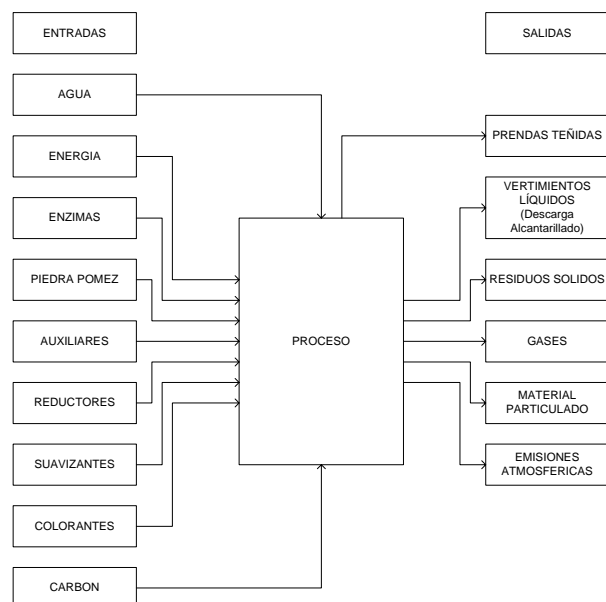 ENTRADAS
SALIDAS
AGUA
PRENDAS TEÑIDAS
ENERGIA
VERTIMIENTOS
LÍQUIDOS
(Descarga
Alcantarillado)
ENZIMAS
PIEDRA POMEZ
RESIDUOS SOLIDOS
AUXILIARES
PROCESO
GASES
REDUCTORES
MATERIAL
PARTICULADO
SUAVIZANTES
EMISIONES
ATMOSFERICAS
COLORANTES
CARBON